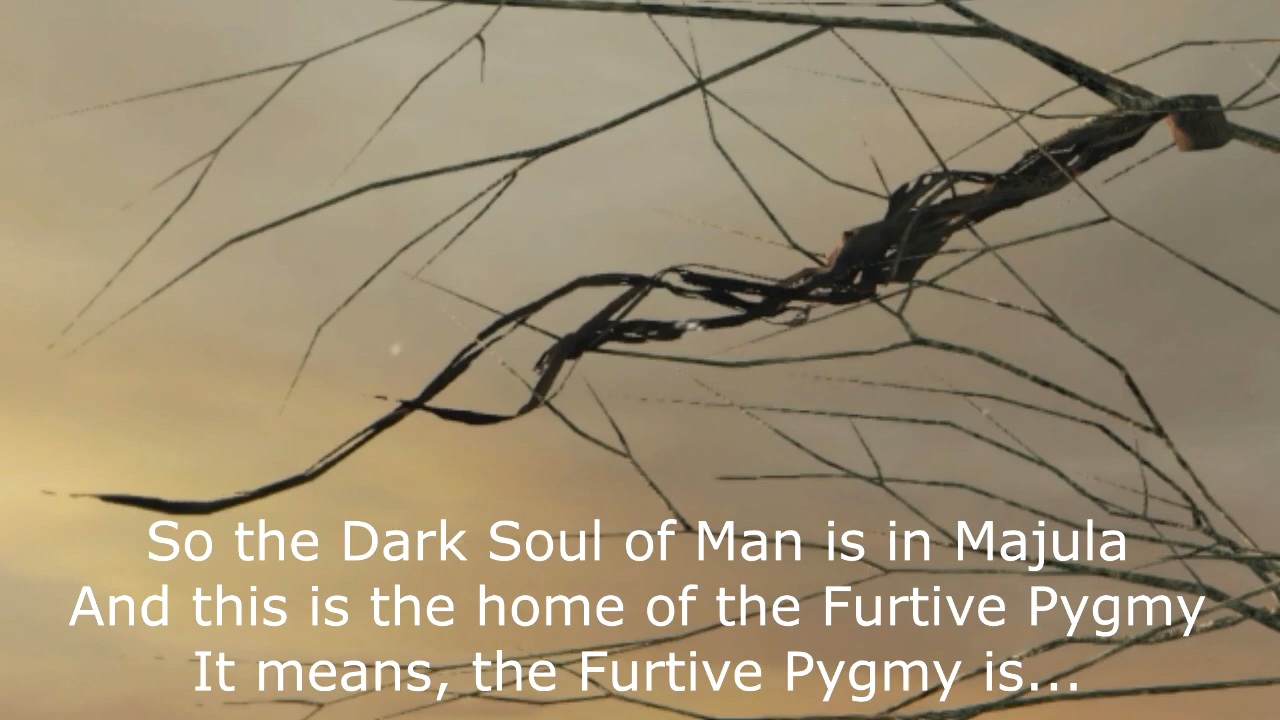 So the Dark Soul of Man is in Majula
And this is the home of the Furtive Pygmy
It means, the Furtive Pygmy is...